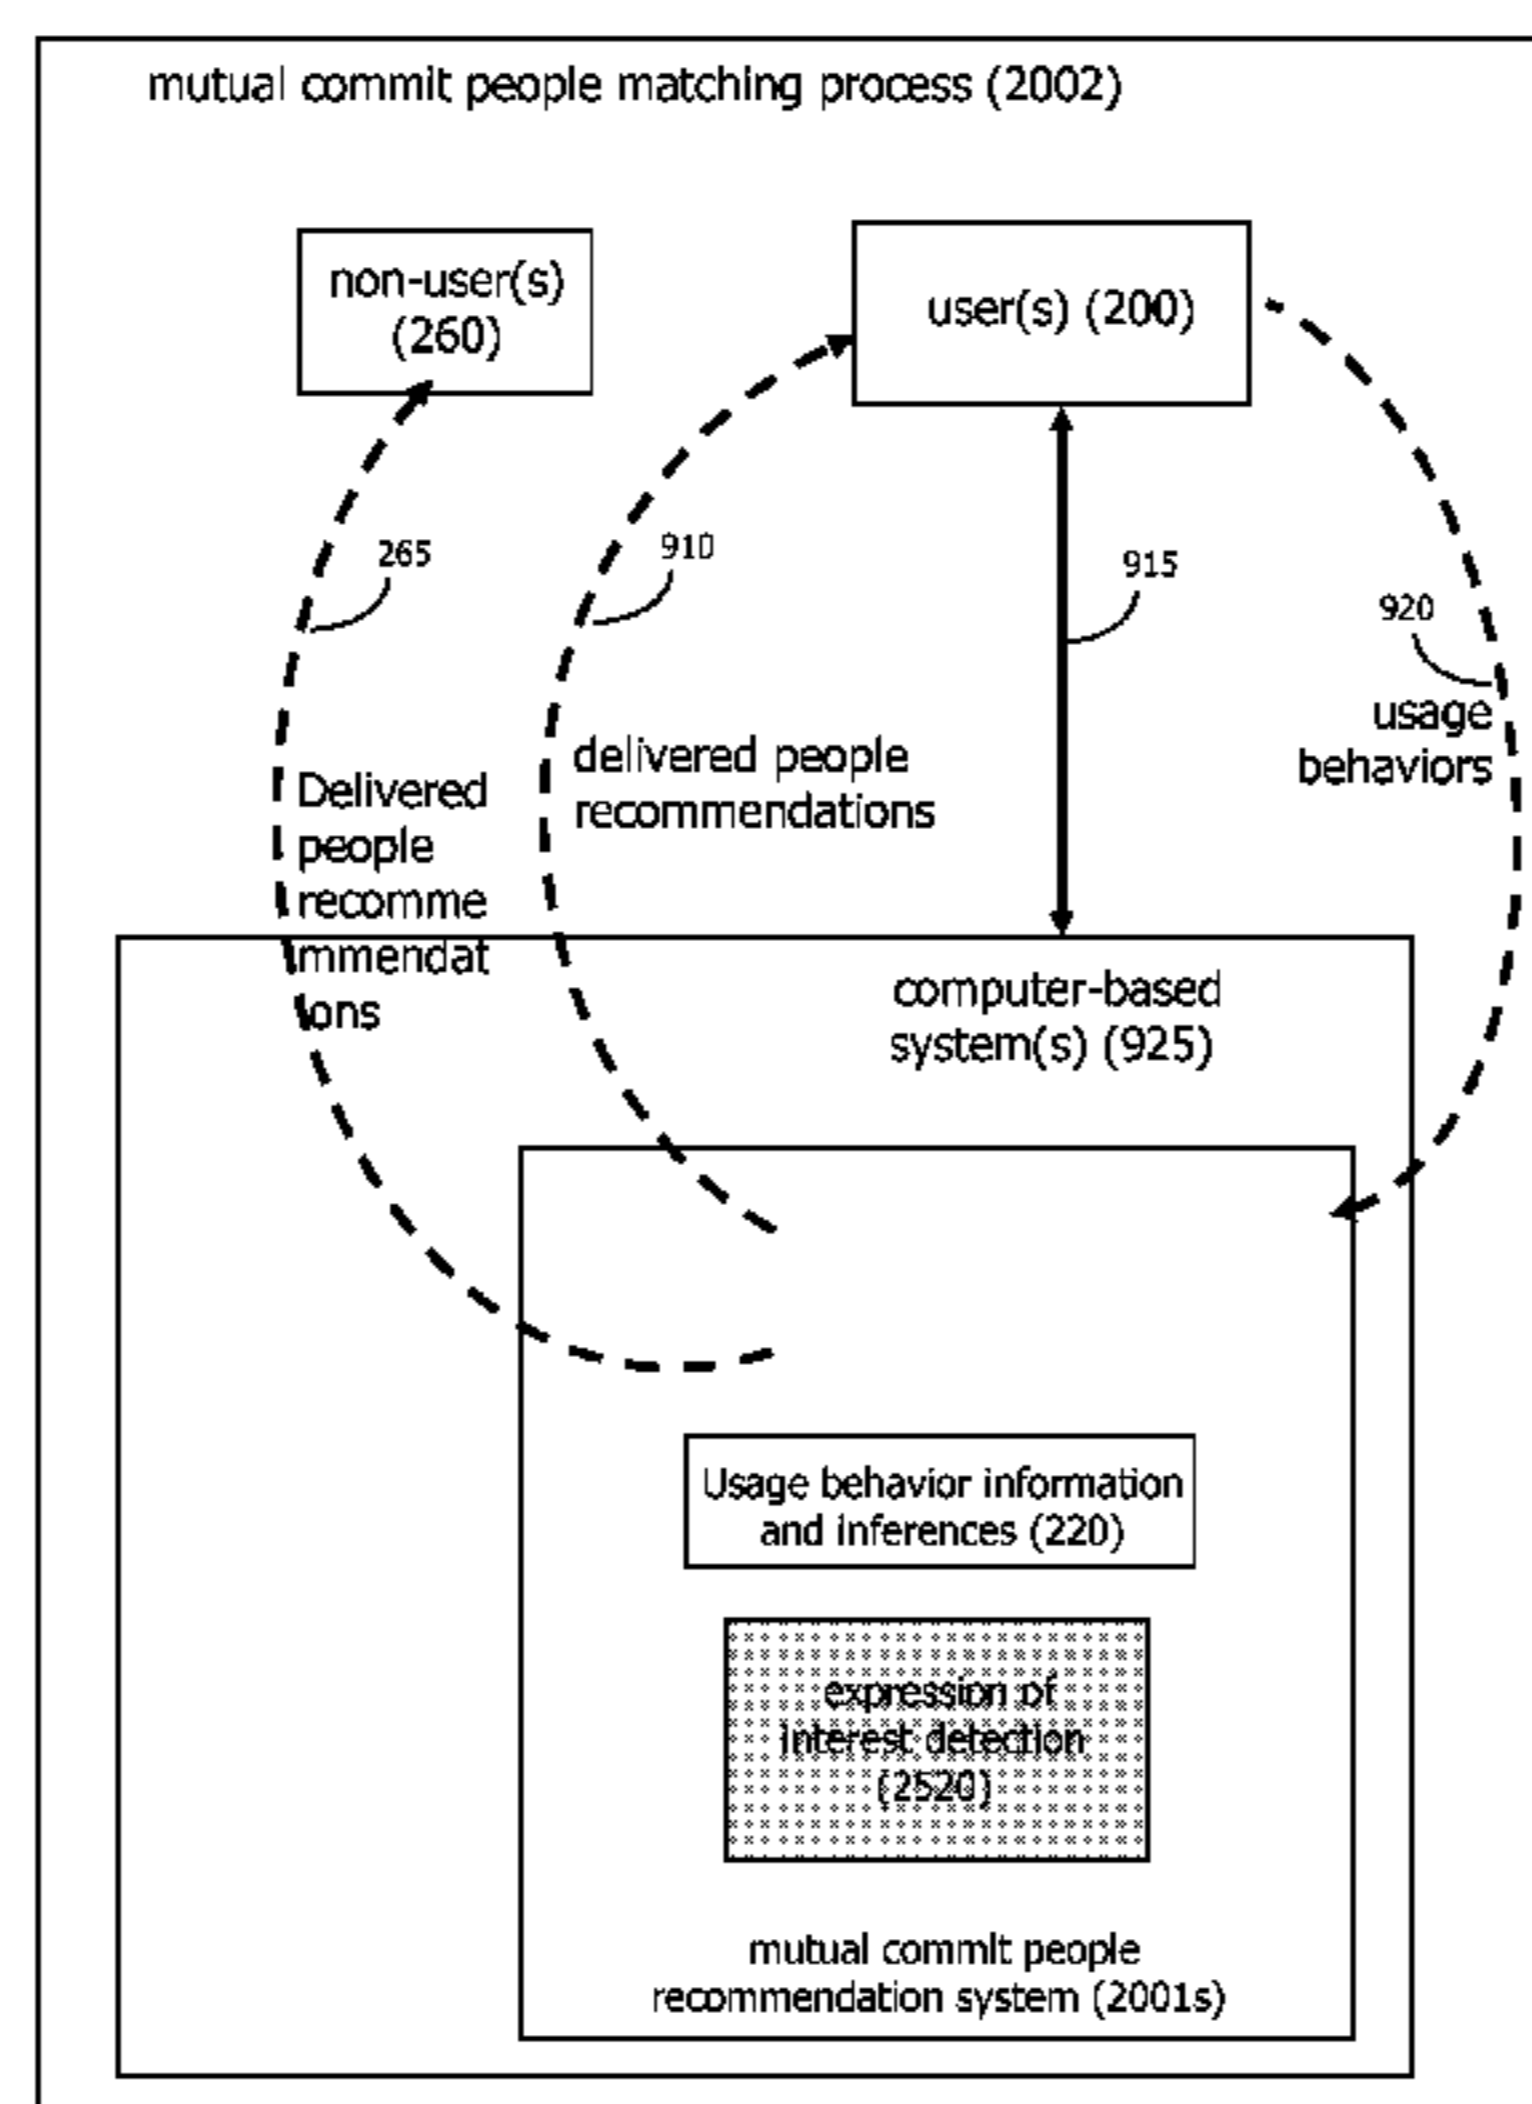 mutual commit people matching process (2002)
non-user(s)
(260)
user(s) (200)
265
910
915
920
usage
behaviors
delivered people
recommendations
Delivered
people
recomme
mmendat
ions
computer-based
system(s) (925)
Usage behavior information
and inferences (220)
expression of
interest detection
(2520)
mutual commit people
recommendation system (2001s)